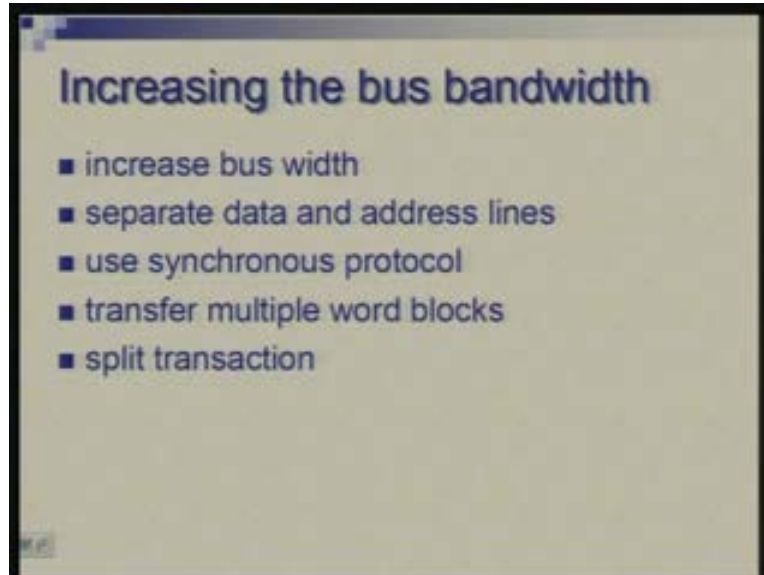 Increasing the bus bandwidth
increase bus width
separate data and address lines
use synchronous protocol
transfer multiple word blocks
split transaction